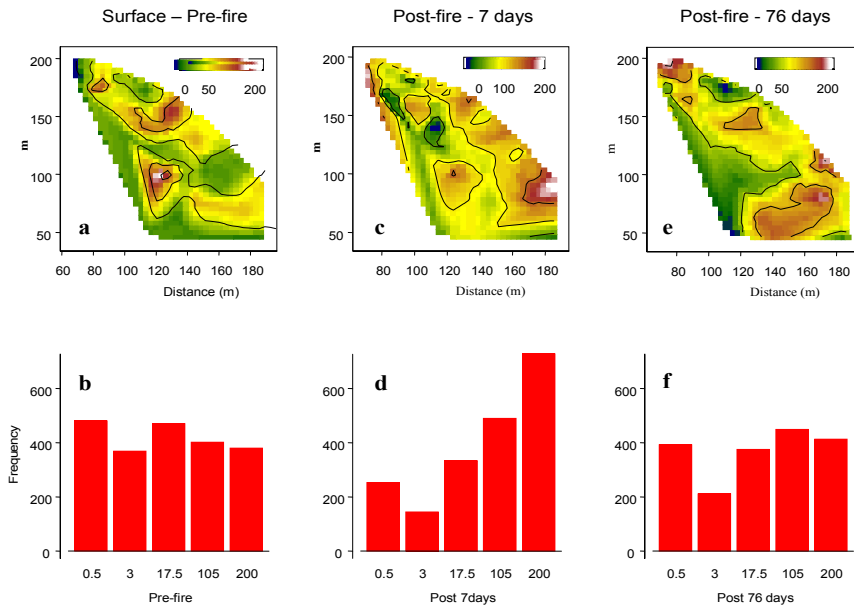 Surface – Pre-fire
Post-fire - 7 days
Post-fire - 76 days
200
150
100
50
m
0 50 200
a
60 80 100 120 140 160 180
Distance (m)
200
150
100
50
m
0 100 200
c
80 100 120 140 160 180
Distance (m)
200
150
100
50
m
0 50 200
e
80 100 120 140 160 180
Distance (m)
600
400
200
0
Frequency
b
0.5 3 17.5 105 200
Pre-fire
600
400
200
0
d
0.5 3 17.5 105 200
Post 7days
600
400
200
0
f
0.5 3 17.5 105 200
Post 76 days